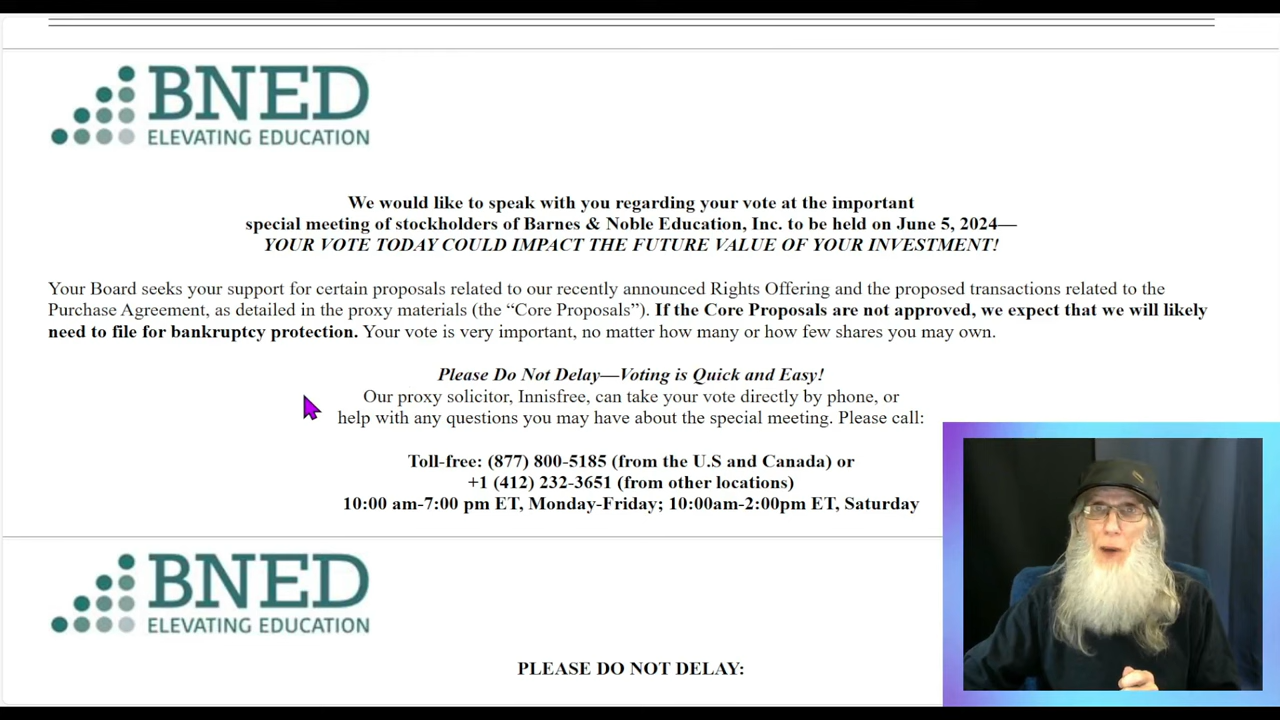 BNED
ELEVATING EDUCATION
We would like to speak with you regarding your vote at the important
special meeting of stockholders of Barnes & Noble Education, Inc. to be held on June 5, 2024—
YOUR VOTE TODAY COULD IMPACT THE FUTURE VALUE OF YOUR INVESTMENT!
Your Board seeks your support for certain proposals related to our recently announced Rights Offering and the proposed transactions related to the
Purchase Agreement, as detailed in the proxy materials (the “Core Proposals”). If the Core Proposals are not approved, we expect that we will likely
need to file for bankruptcy protection. Your vote is very important, no matter how many or how few shares you may own.
Please Do Not Delay—Voting is Quick and Easy!
Our proxy solicitor, Innisfree, can take your vote directly by phone, or
help with any questions you may have about the special meeting. Please call:
Toll-free: (877) 800-5185 (from the U.S and Canada) or
+1 (412) 232-3651 (from other locations)
10:00 am-7:00 pm ET, Monday-Friday; 10:00am-2:00pm ET, Saturday
BNED
ELEVATING EDUCATION
PLEASE DO NOT DELAY: